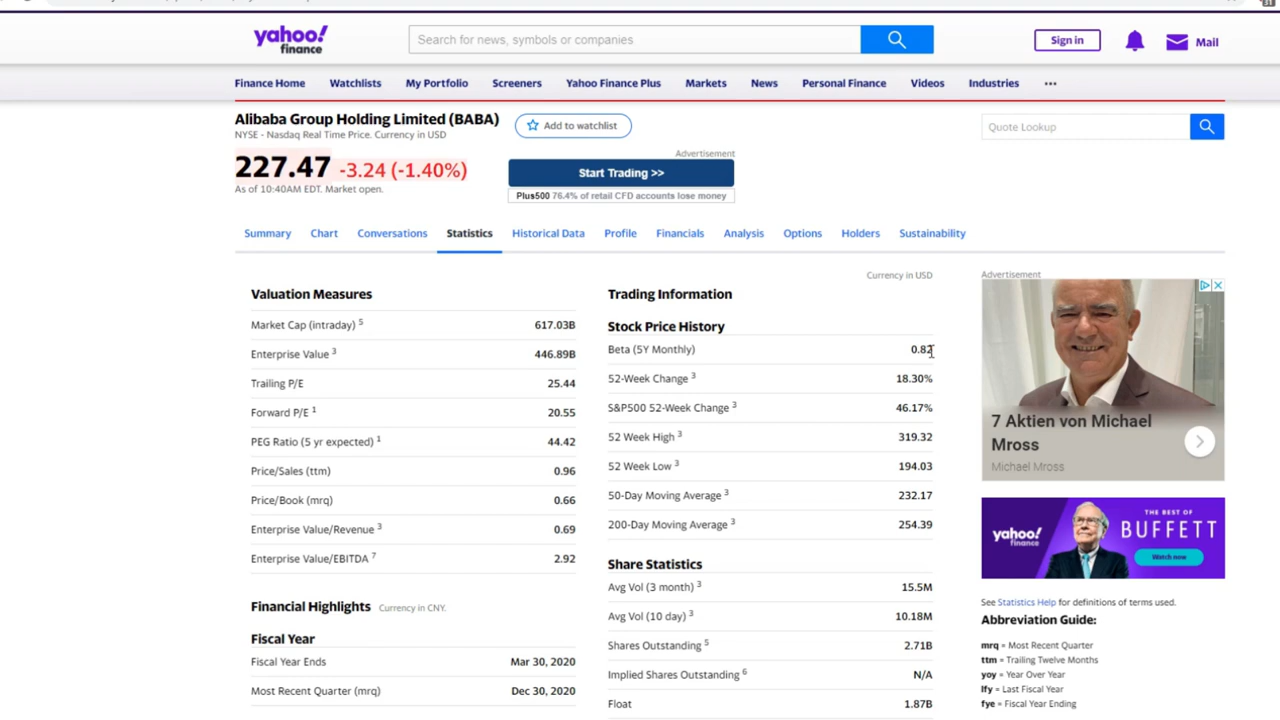 yahoo!
finance
Search for news, symbols or companies
Sign in
Mail
Finance Home Watchlists My Portfolio Screeners Yahoo Finance Plus Markets News Personal Finance Videos Industries ...
Alibaba Group Holding Limited (BABA)
NYSE - Nasdaq Real Time Price. Currency in USD
Add to watchlist
Quote Lookup
227.47 -3.24 (-1.40%)
As of 10:40AM EDT. Market open.
Advertisement
Start Trading >>
Plus500 76.4% of retail CFD accounts lose money
Summary Chart Conversations Statistics Historical Data Profile Financials Analysis Options Holders Sustainability
Currency in USD
Valuation Measures
Market Cap (intraday) 5 617.03B
Enterprise Value 3 446.89B
Trailing P/E 25.44
Forward P/E 1 20.55
PEG Ratio (5 yr expected) 1 44.42
Price/Sales (ttm) 0.96
Price/Book (mrq) 0.66
Enterprise Value/Revenue 3 0.69
Enterprise Value/EBITDA 7 2.92
Financial Highlights Currency in CNY.
Fiscal Year
Fiscal Year Ends Mar 30, 2020
Most Recent Quarter (mrq) Dec 30, 2020
Trading Information
Stock Price History
Beta (5Y Monthly) 0.82
52-Week Change 3 18.30%
S&P500 52-Week Change 3 46.17%
52 Week High 3 319.32
52 Week Low 3 194.03
50-Day Moving Average 3 232.17
200-Day Moving Average 3 254.39
Share Statistics
Avg Vol (3 month) 3 15.5M
Avg Vol (10 day) 3 10.18M
Shares Outstanding 5 2.71B
Implied Shares Outstanding 6 N/A
Float 1.87B
Advertisement
7 Aktien von Michael
Mross
Michael Mross
yahoo!
finance
THE BEST OF
BUFFETT
Watch now
See Statistics Help for definitions of terms used.
Abbreviation Guide:
mrq = Most Recent Quarter
ttm = Trailing Twelve Months
yoy = Year Over Year
lfy = Last Fiscal Year
fye = Fiscal Year Ending